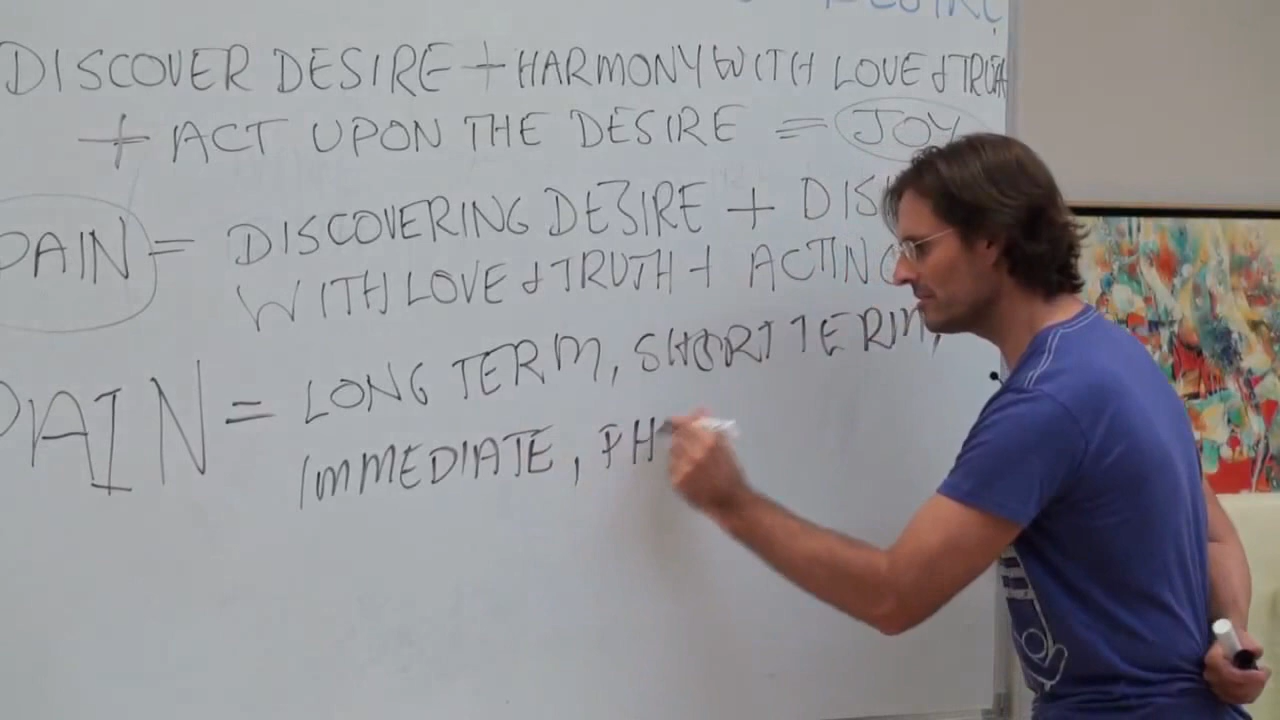 DISCOVER DESIRE + HARMONY WITH LOVE & TRUTH
+ ACT UPON THE DESIRE = JOY
PAIN = DISCOVERING DESIRE + DIS
WITH LOVE & TRUTH + ACTING
PAIN = LONG TERM, SHORT TERM,
IMMEDIATE, PH